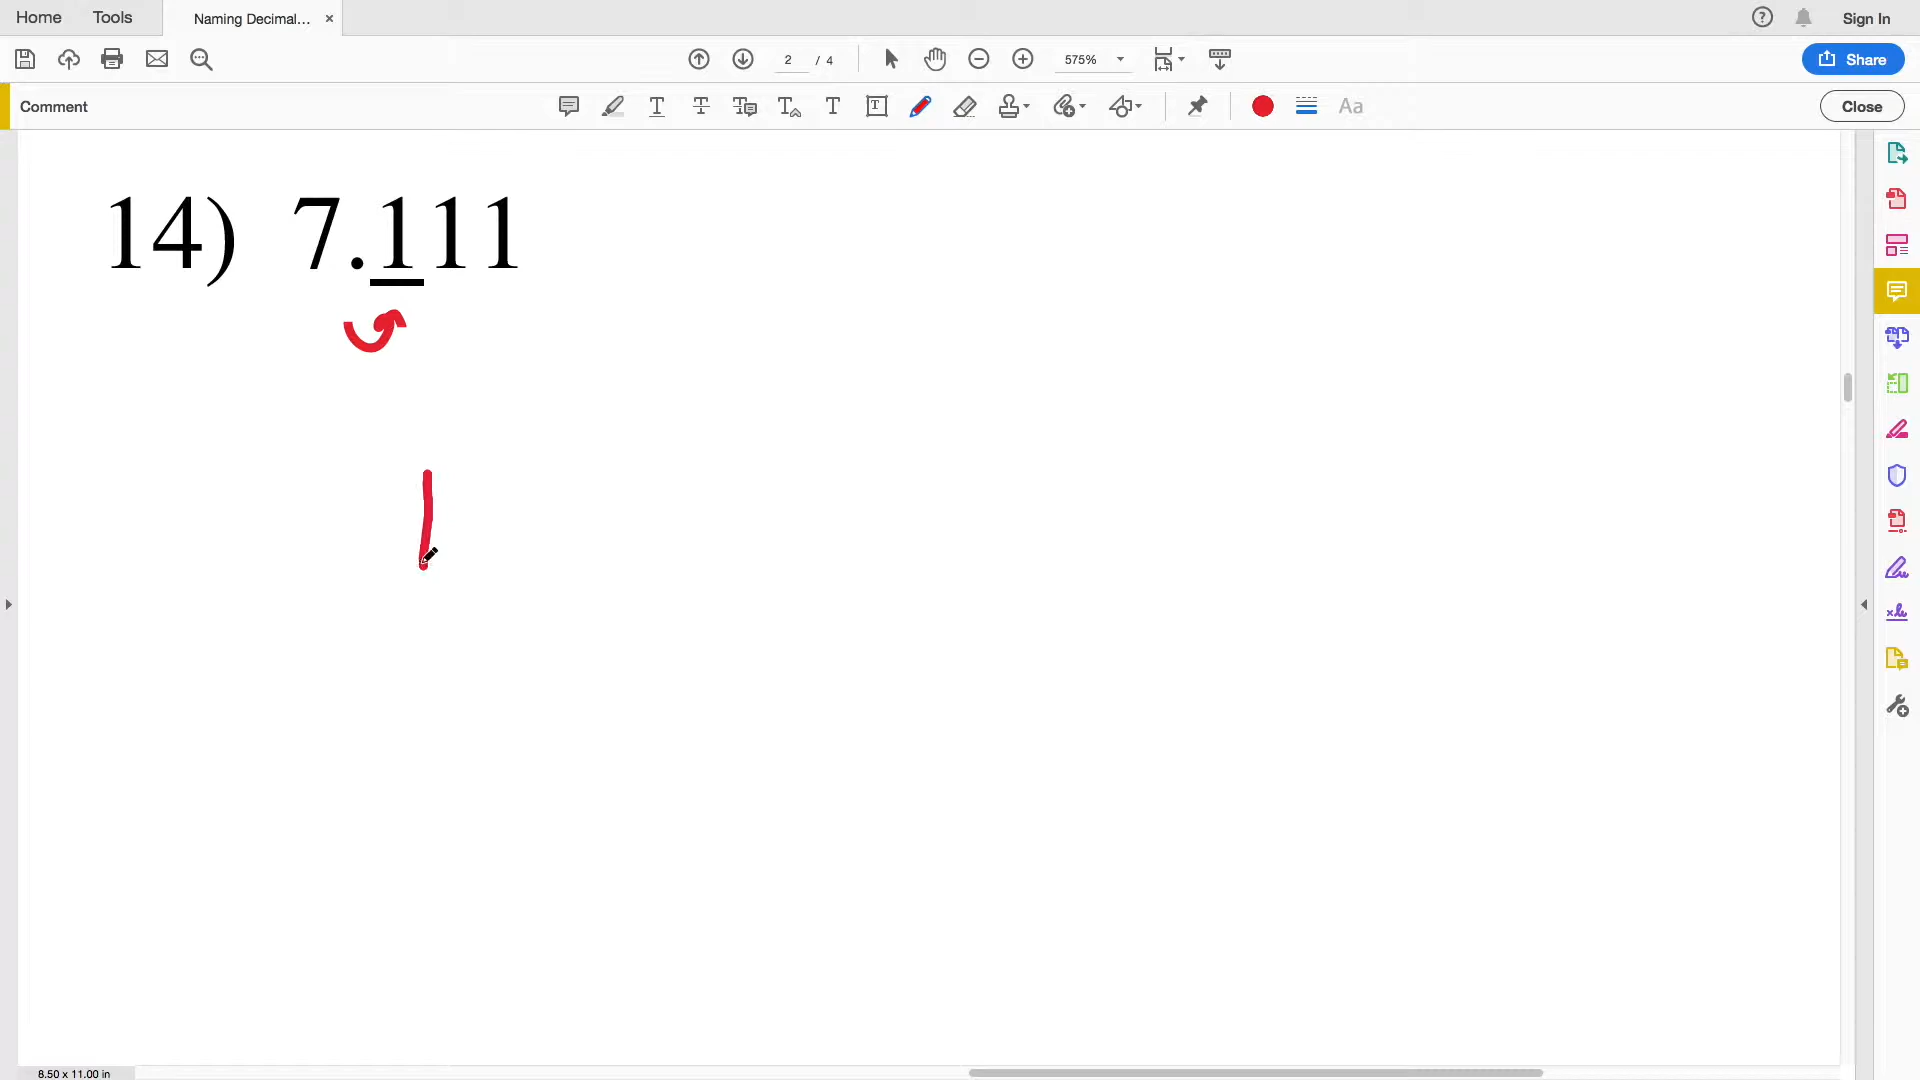 Home Tools Naming Decimal... × Sign In
2 / 4 575% Share
Comment Aa Close
14) 7.111
8.50 x 11.00 in